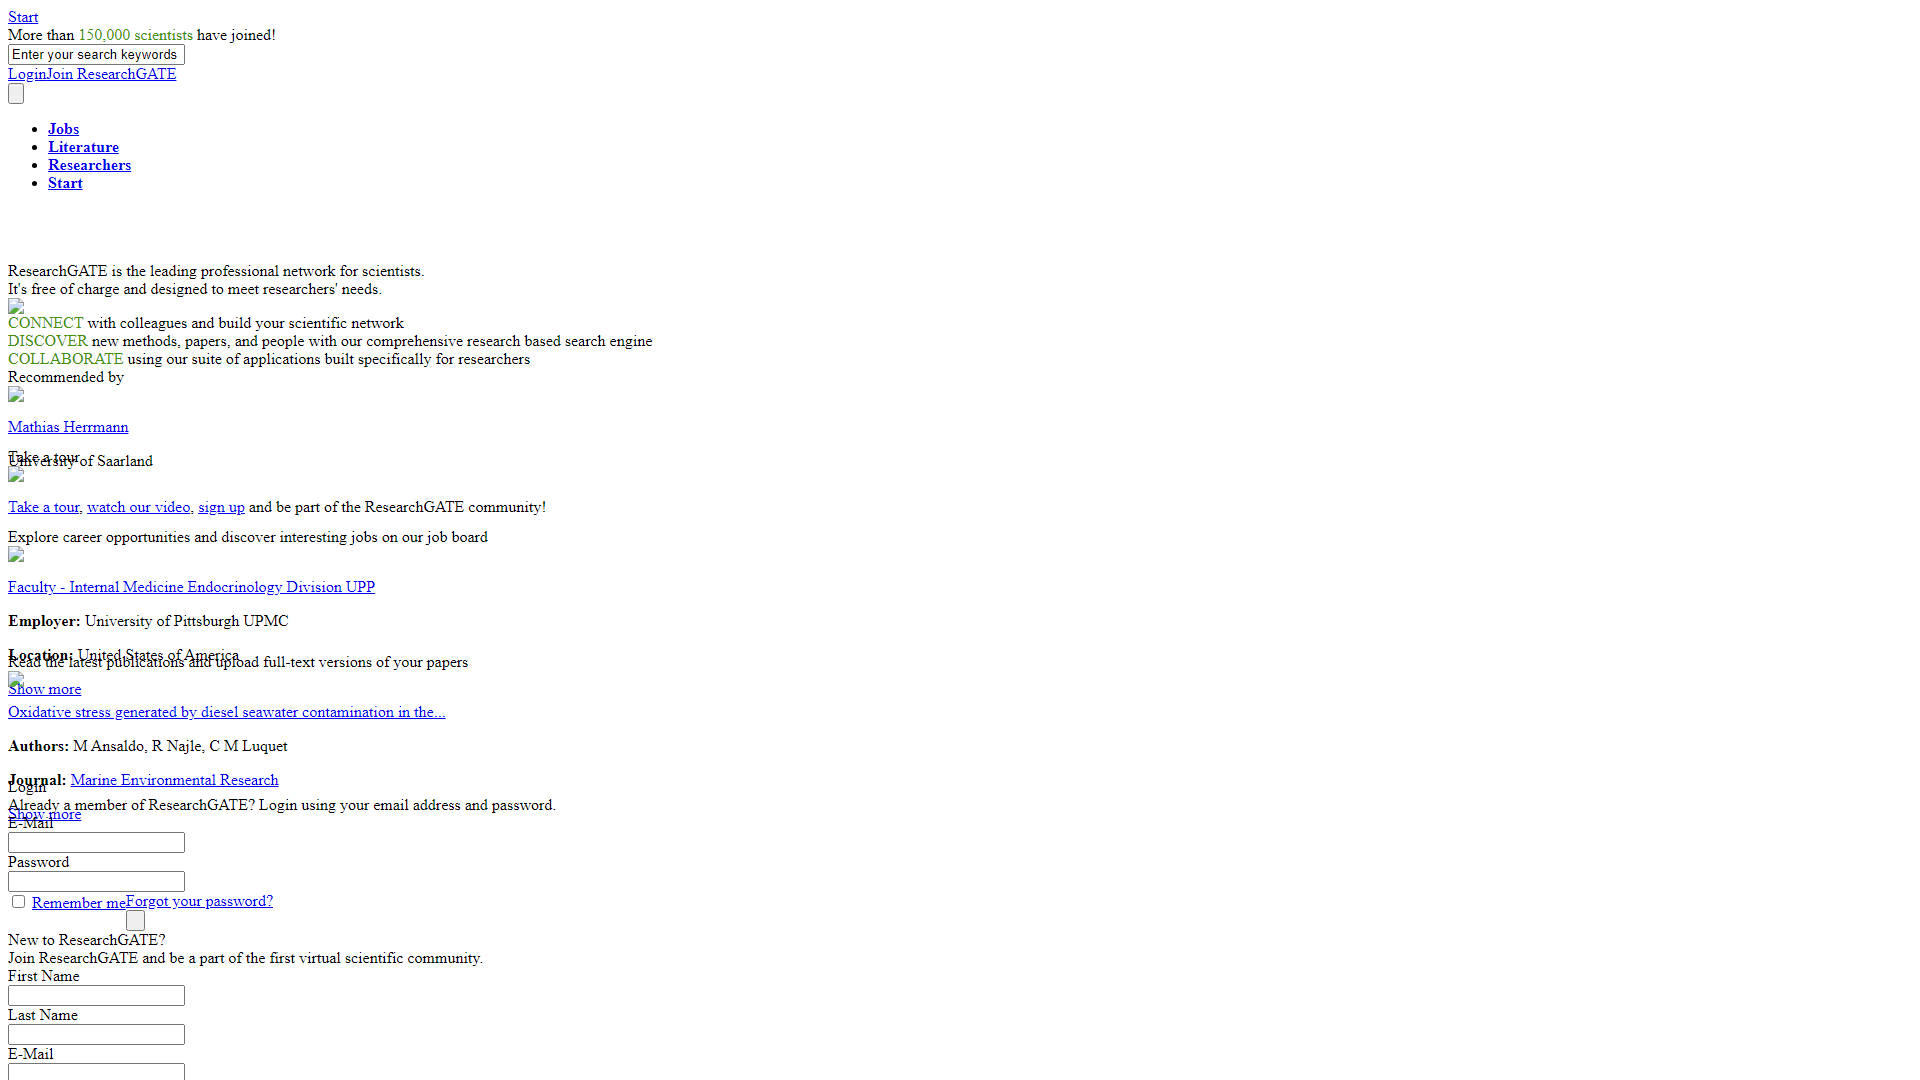 Start
More than 150,000 scientists have joined!
Enter your search keywords
LoginJoin ResearchGATE
Jobs
Literature
Researchers
Start
ResearchGATE is the leading professional network for scientists.
It's free of charge and designed to meet researchers' needs.
CONNECT with colleagues and build your scientific network
DISCOVER new methods, papers, and people with our comprehensive research based search engine
COLLABORATE using our suite of applications built specifically for researchers
Recommended by
Mathias Herrmann
Take a tour
University of Saarland
Take a tour, watch our video, sign up and be part of the ResearchGATE community!
Explore career opportunities and discover interesting jobs on our job board
Faculty - Internal Medicine Endocrinology Division UPP
Employer: University of Pittsburgh UPMC
Location: United States of America
Read the latest publications and upload full-text versions of your papers
Show more
Oxidative stress generated by diesel seawater contamination in the...
Authors: M Ansaldo, R Najle, C M Luquet
Journal: Marine Environmental Research
Login
Already a member of ResearchGATE? Login using your email address and password.
Show more
E-Mail
Password
Remember meForgot your password?
New to ResearchGATE?
Join ResearchGATE and be a part of the first virtual scientific community.
First Name
Last Name
E-Mail